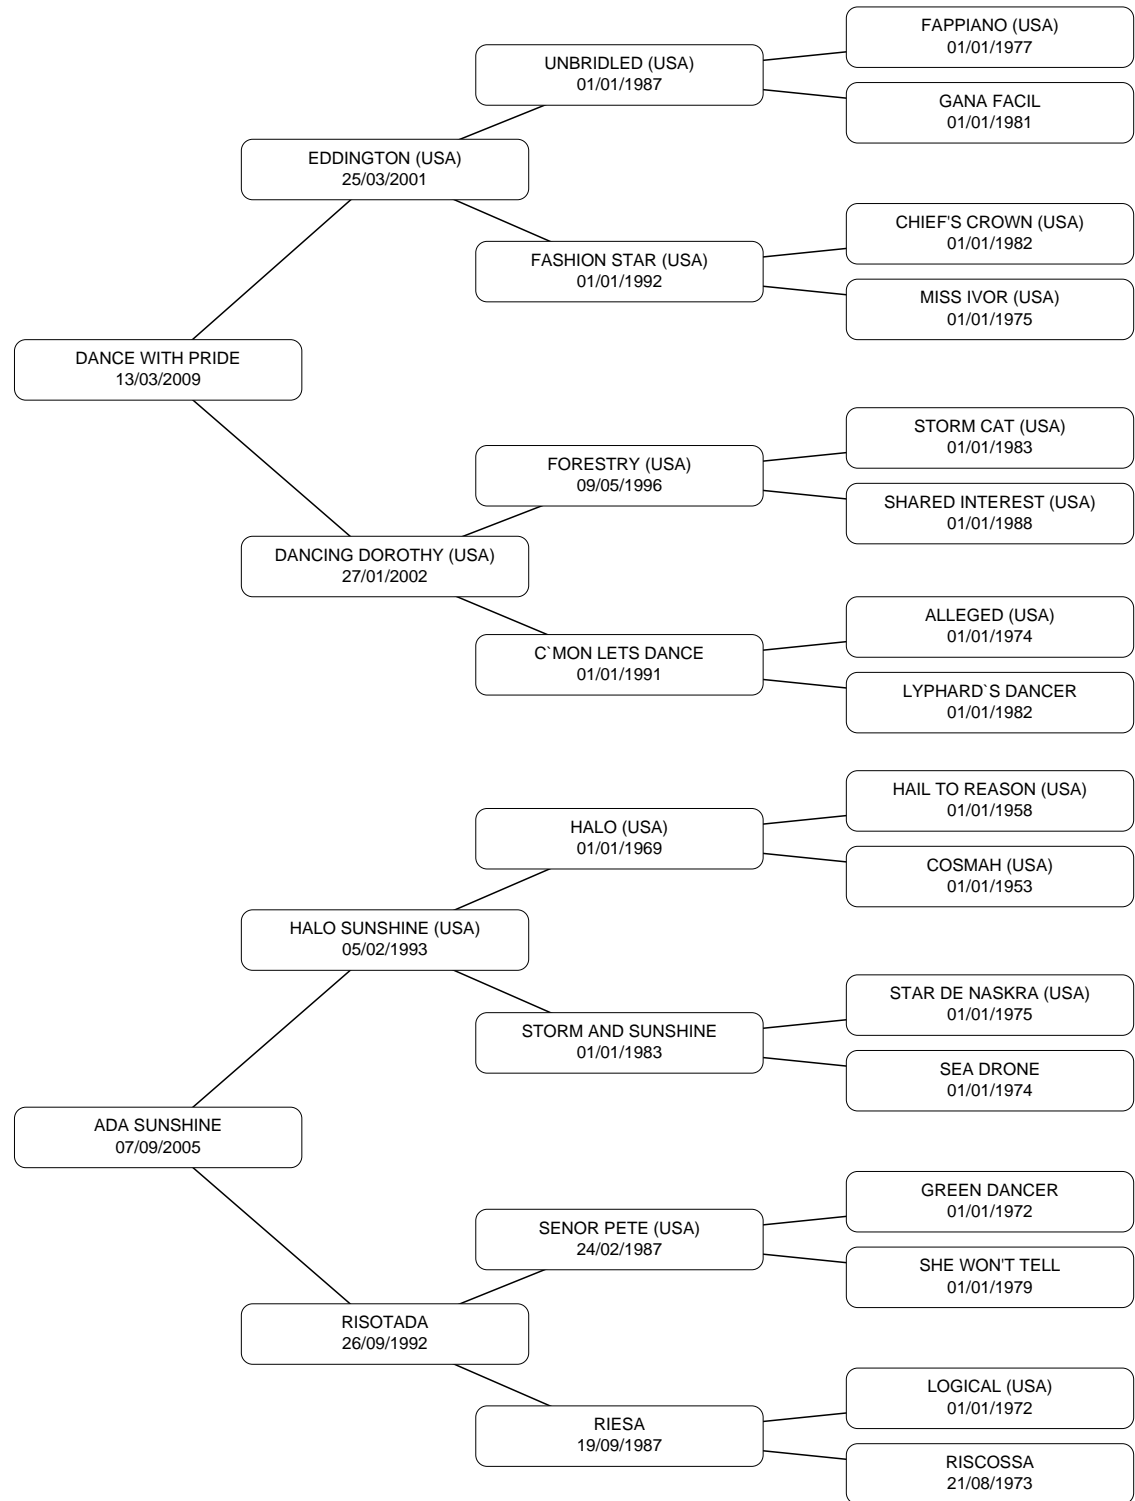 FAPPIANO (USA)
01/01/1977
UNBRIDLED (USA)
01/01/1987
GANA FACIL
01/01/1981
EDDINGTON (USA)
25/03/2001
CHIEF'S CROWN (USA)
01/01/1982
FASHION STAR (USA)
01/01/1992
MISS IVOR (USA)
01/01/1975
DANCE WITH PRIDE
13/03/2009
STORM CAT (USA)
01/01/1983
FORESTRY (USA)
09/05/1996
SHARED INTEREST (USA)
01/01/1988
DANCING DOROTHY (USA)
27/01/2002
ALLEGED (USA)
01/01/1974
C`MON LETS DANCE
01/01/1991
LYPHARD`S DANCER
01/01/1982
HAIL TO REASON (USA)
01/01/1958
HALO (USA)
01/01/1969
COSMAH (USA)
01/01/1953
HALO SUNSHINE (USA)
05/02/1993
STAR DE NASKRA (USA)
01/01/1975
STORM AND SUNSHINE
01/01/1983
SEA DRONE
01/01/1974
ADA SUNSHINE
07/09/2005
GREEN DANCER
01/01/1972
SENOR PETE (USA)
24/02/1987
SHE WON'T TELL
01/01/1979
RISOTADA
26/09/1992
LOGICAL (USA)
01/01/1972
RIESA
19/09/1987
RISCOSSA
21/08/1973